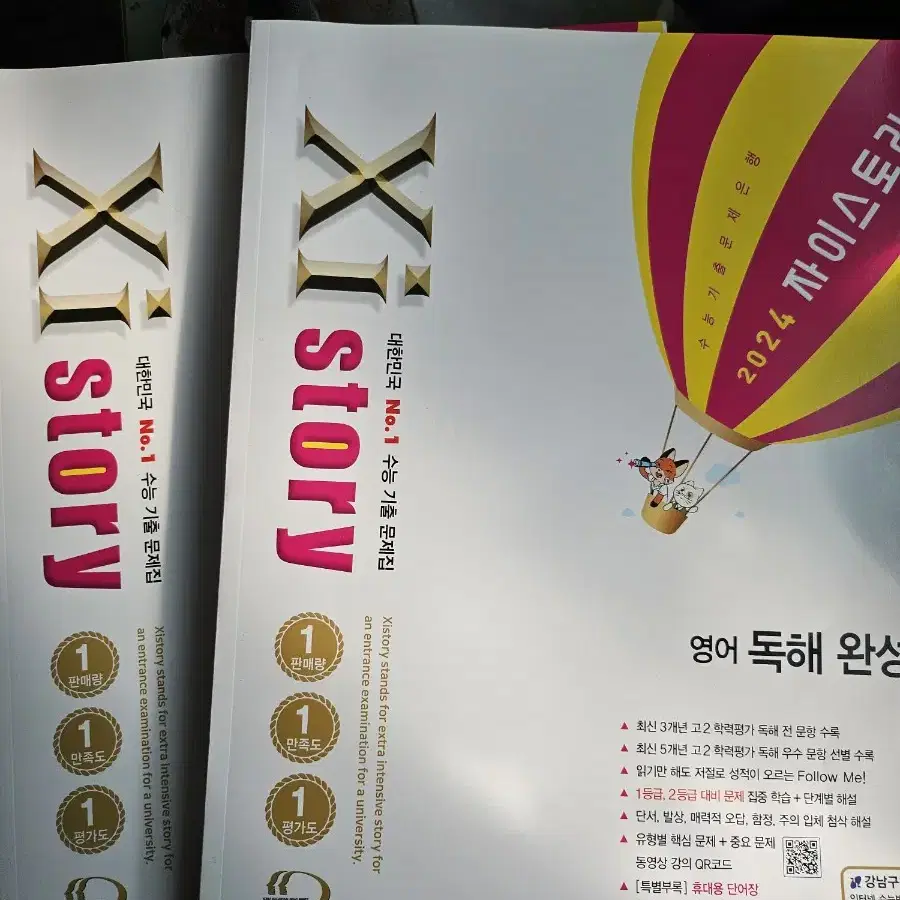 Xi
story
대한민국 No.1 수능 기출 문제집
Xistory stands for extra intensive story for
an entrance examination for a university.
1
판매량
1
만족도
1
평가도
Xi
story
대한민국 No.1 수능 기출 문제집
Xistory stands for extra intensive story for
an entrance examination for a university.
1
판매량
1
만족도
1
평가도
수능기출문제은행
2024 자이스토리
영어 독해 완성
▲ 최신 3개년 고2 학력평가 독해 전 문항 수록
▲ 최신 5개년 고2 학력평가 독해 우수 문항 선별 수록
▲ 읽기만 해도 저절로 성적이 오르는 Follow Me!
▲ 1등급, 2등급 대비 문제 집중 학습 + 단계별 해설
▲ 단서, 발상, 매력적 오답, 함정, 주의 입체 첨삭 해설
▲ 유형별 핵심 문제 + 중요 문제
동영상 강의 QR코드
▲ [특별부록] 휴대용 단어장
강남구